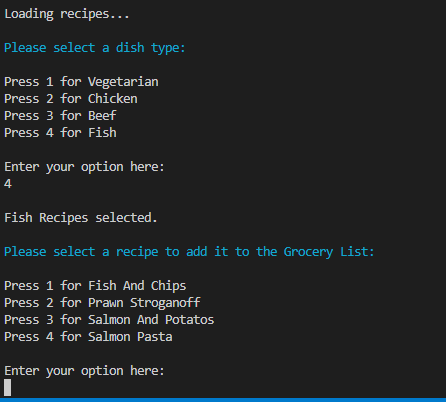 Loading recipes...
Please select a dish type:
Press 1 for Vegetarian
Press 2 for Chicken
Press 3 for Beef
Press 4 for Fish
Enter your option here:
4
Fish Recipes selected.
Please select a recipe to add it to the Grocery List:
Press 1 for Fish And Chips
Press 2 for Prawn Stroganoff
Press 3 for Salmon And Potatos
Press 4 for Salmon Pasta
Enter your option here: